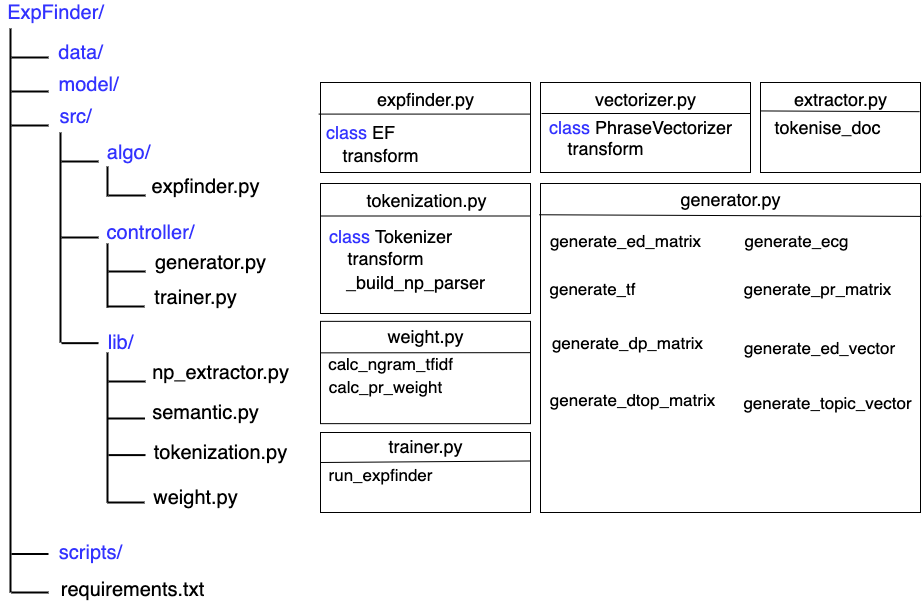 ExpFinder/
data/
model/
src/
algo/
expfinder.py
controller/
generator.py
trainer.py
lib/
np_extractor.py
semantic.py
tokenization.py
weight.py
scripts/
requirements.txt
expfinder.py
class EF
transform
vectorizer.py
class PhraseVectorizer
transform
extractor.py
tokenise_doc
tokenization.py
class Tokenizer
transform
_build_np_parser
weight.py
calc_ngram_tfidf
calc_pr_weight
trainer.py
run_expfinder
generator.py
generate_ed_matrix generate_ecg
generate_tf generate_pr_matrix
generate_dp_matrix generate_ed_vector
generate_dtop_matrix generate_topic_vector